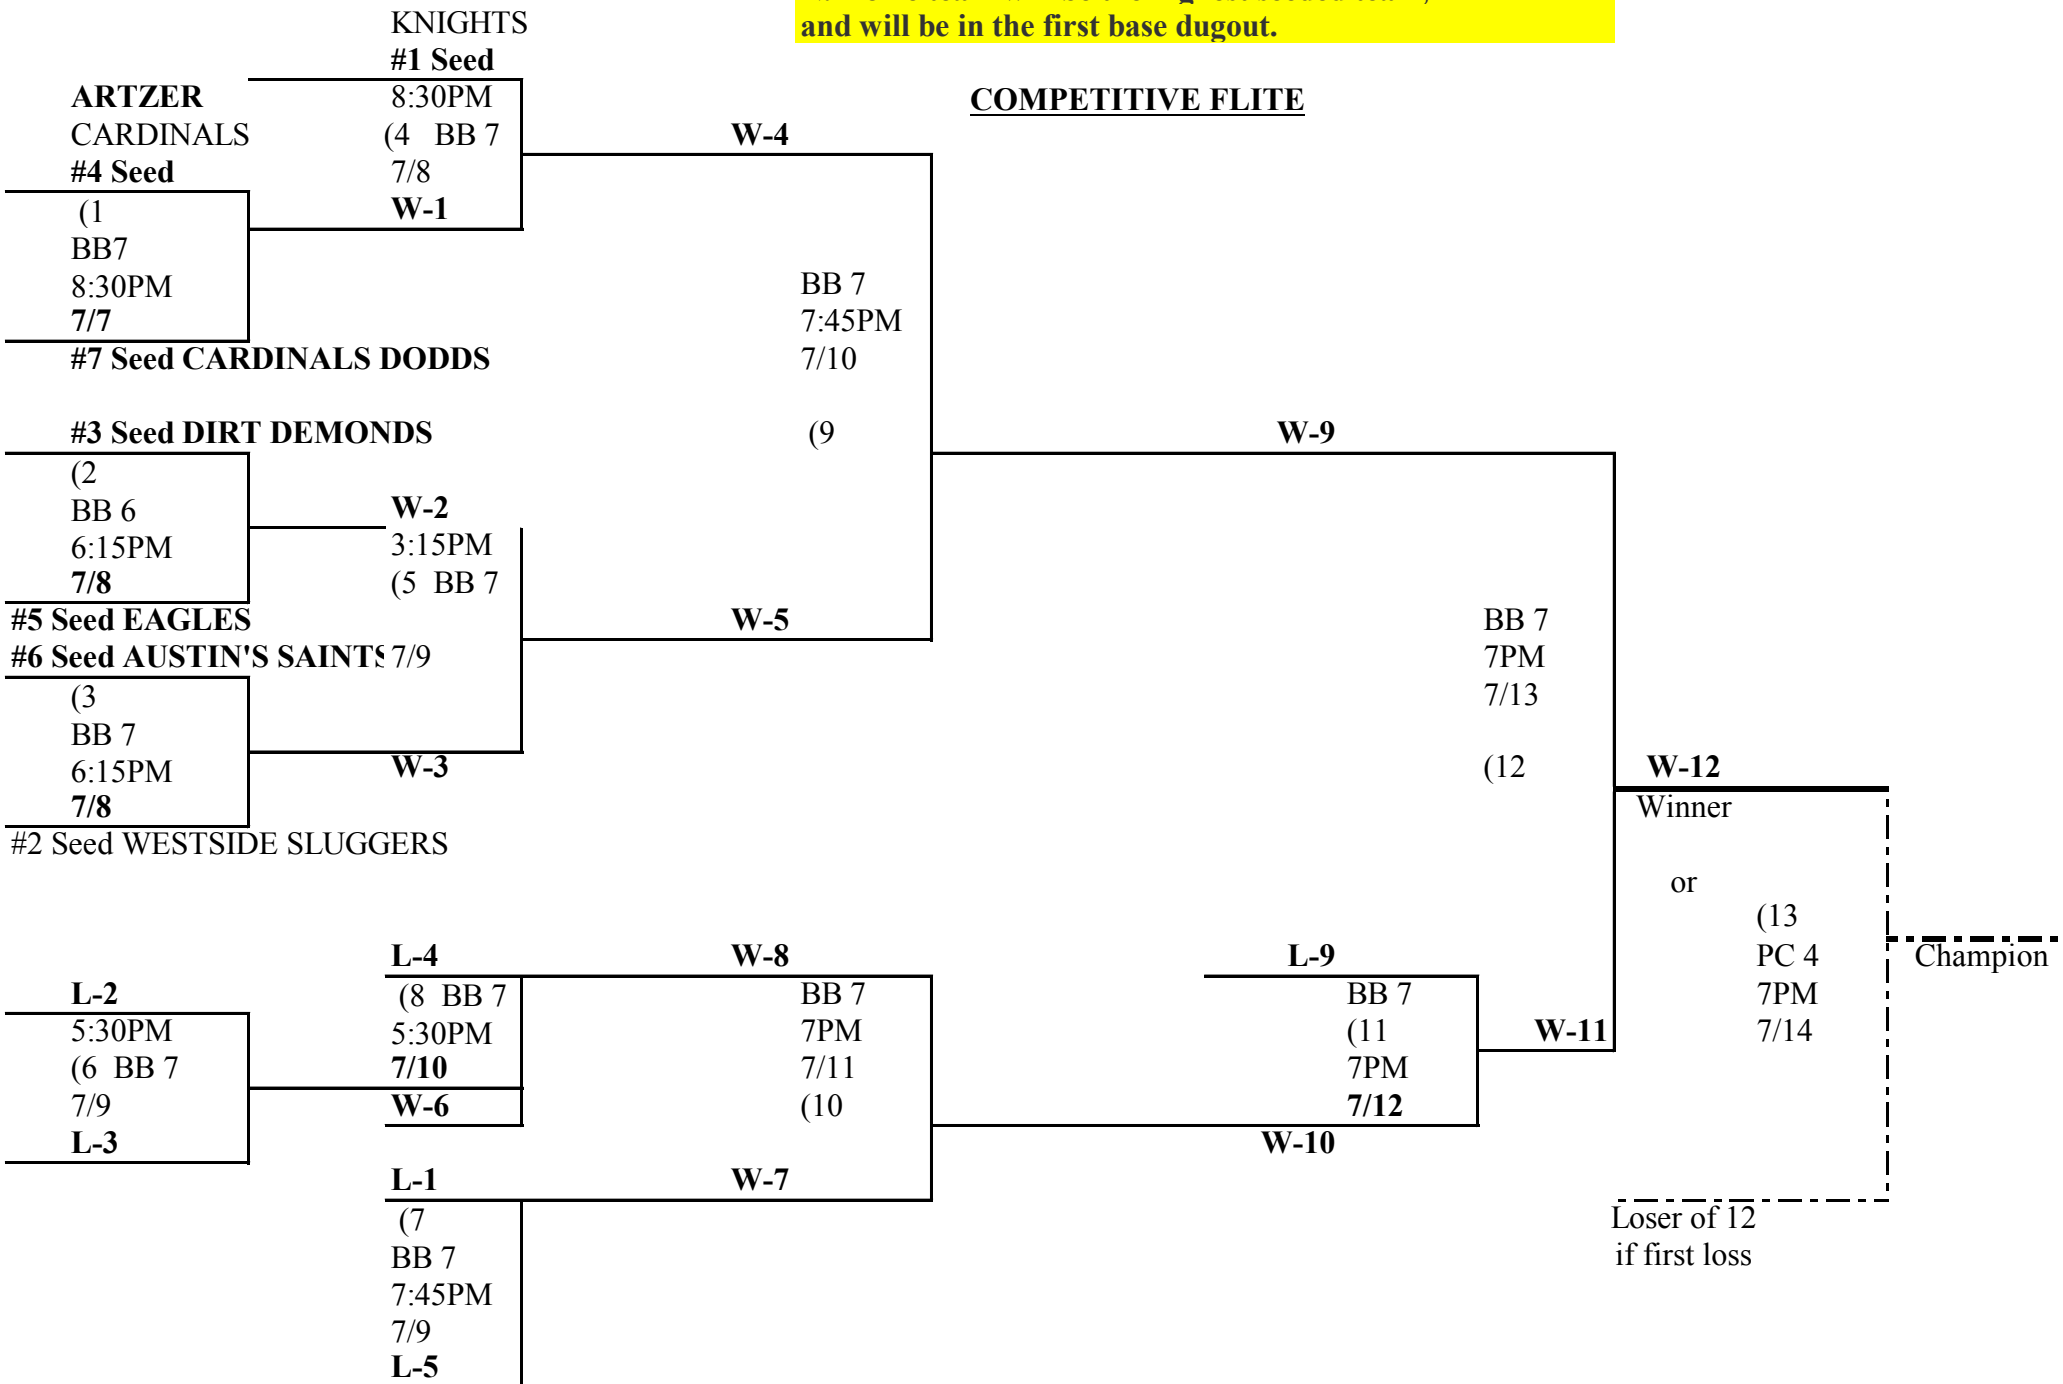 KNIGHTS
#1 Seed
and will be in the first base dugout.
COMPETITIVE FLITE
ARTZER
CARDINALS
#4 Seed
8:30PM
(4 BB 7
7/8
W-1
W-4
(1
BB7
8:30PM
7/7
#7 Seed CARDINALS DODDS
BB 7
7:45PM
7/10
(9
#3 Seed DIRT DEMONDS
W-9
(2
BB 6
6:15PM
7/8
W-2
3:15PM
(5 BB 7
7/9
#5 Seed EAGLES
#6 Seed AUSTIN'S SAINTS
W-5
BB 7
7PM
7/13
(12
(3
BB 7
6:15PM
7/8
W-3
#2 Seed WESTSIDE SLUGGERS
W-12
Winner
or
(13
PC 4
7PM
7/14
Champion
L-4
W-8
L-9
L-2
5:30PM
(6 BB 7
7/9
L-3
(8 BB 7
5:30PM
7/10
W-6
BB 7
7PM
7/11
(10
BB 7
(11
7PM
7/12
W-11
W-10
L-1
W-7
(7
BB 7
7:45PM
7/9
L-5
Loser of 12
if first loss